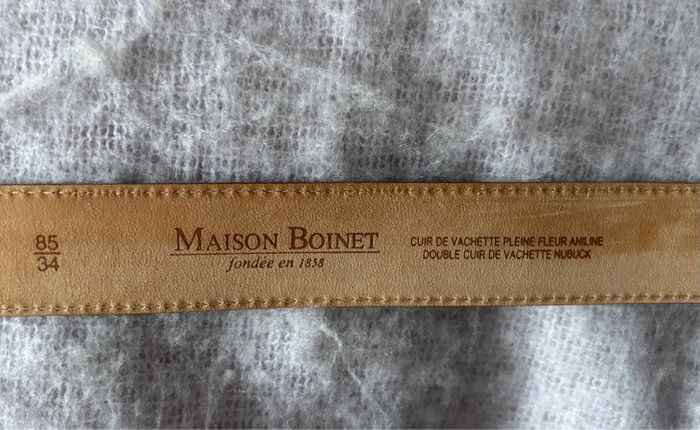 85
34
MAISON BOINET
fondée en 1858
CUIR DE VACHETTE PLEINE FLEUR ANILINE
DOUBLE CUIR DE VACHETTE NUBUCK